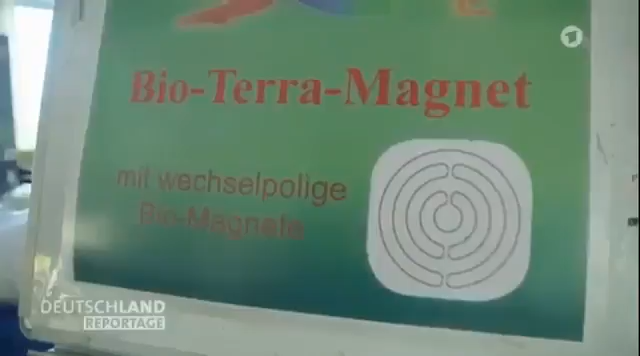 Bio-Terra-Magnet
mit wechselpolige
Bio-Magnete
DEUTSCHLAND
REPORTAGE